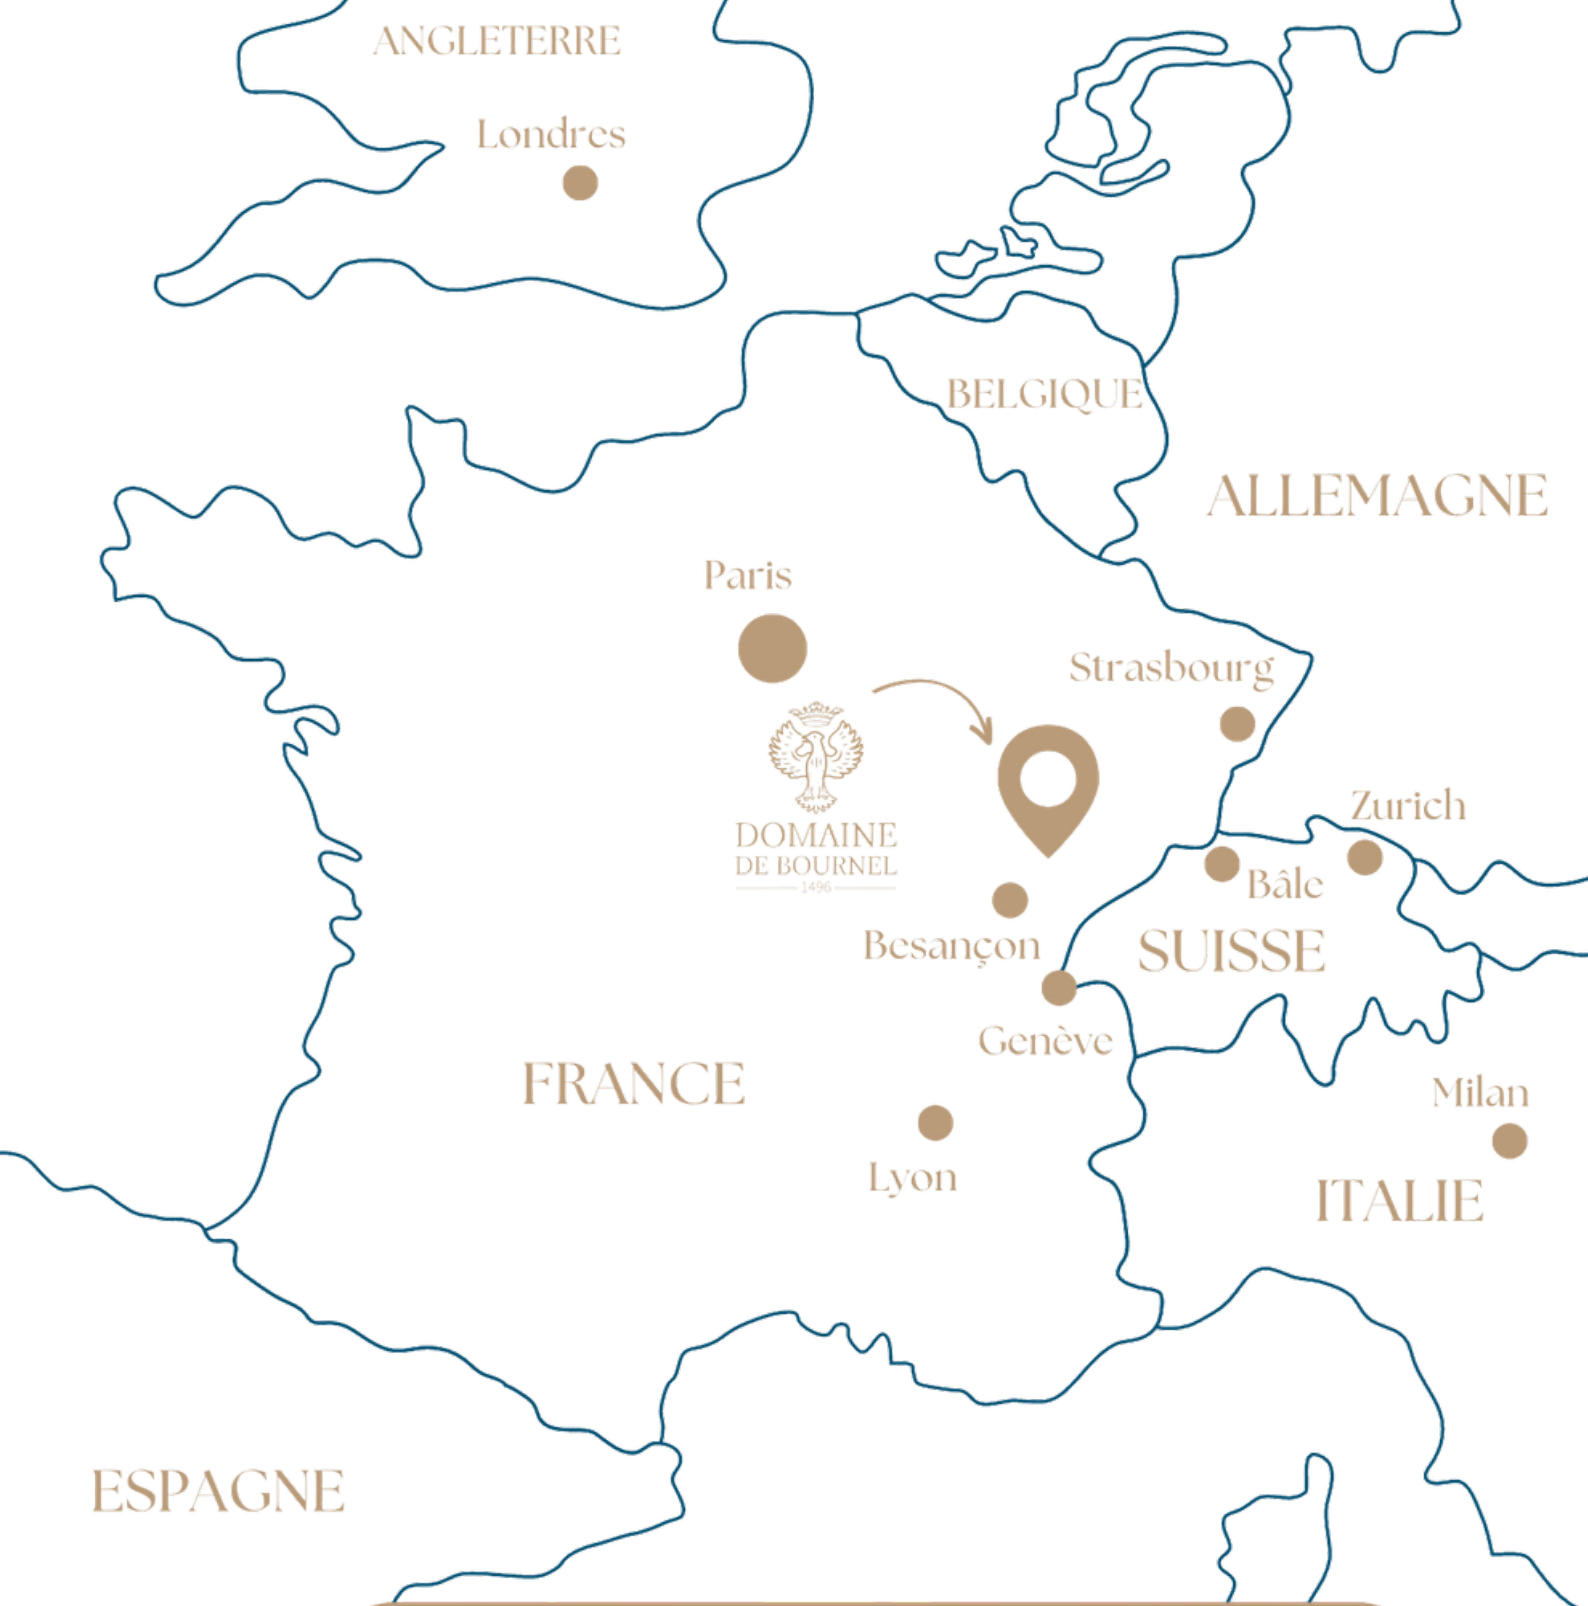 ANGLETERRE
Londres
BELGIQUE
ALLEMAGNE
Paris
Strasbourg
DOMAINE
DE BOURNEL
1496
Zurich
Bâle
Besançon
SUISSE
Genève
FRANCE
Milan
Lyon
ITALIE
ESPAGNE